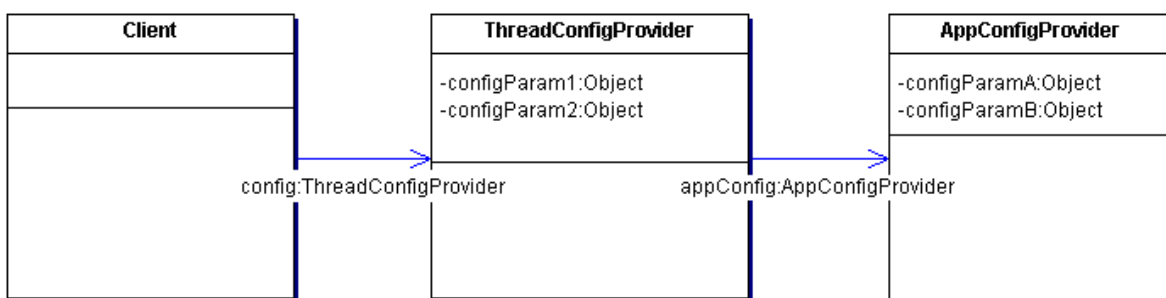 Client
ThreadConfigProvider
AppConfigProvider
-configParam1:Object
-configParam2:Object
-configParamA:Object
-configParamB:Object
config:ThreadConfigProvider
appConfig:AppConfigProvider